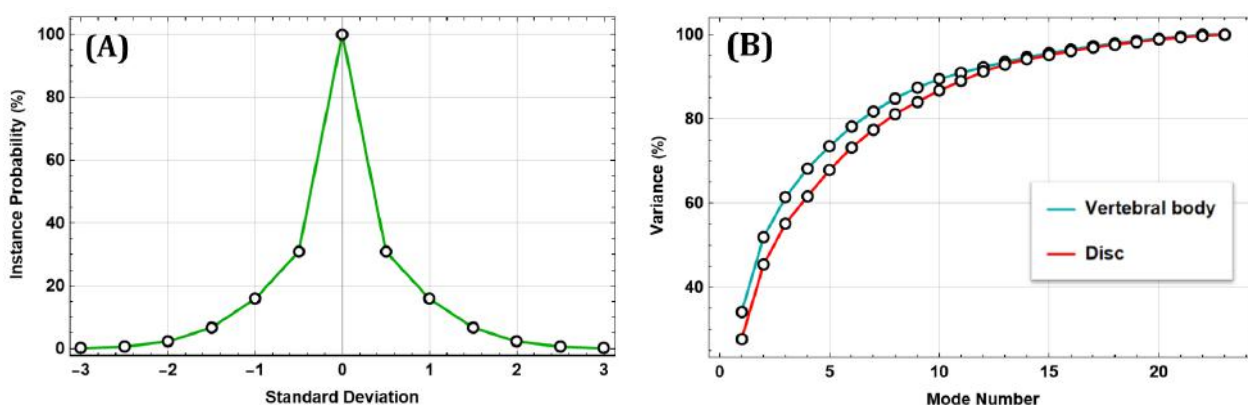 (A)
Instance Probability (%)
100
80
60
40
20
0
−3
−2
−1
0
1
2
3
Standard Deviation
(B)
Variance (%)
100
80
60
40
0
5
10
15
20
Mode Number
Vertebral body
Disc